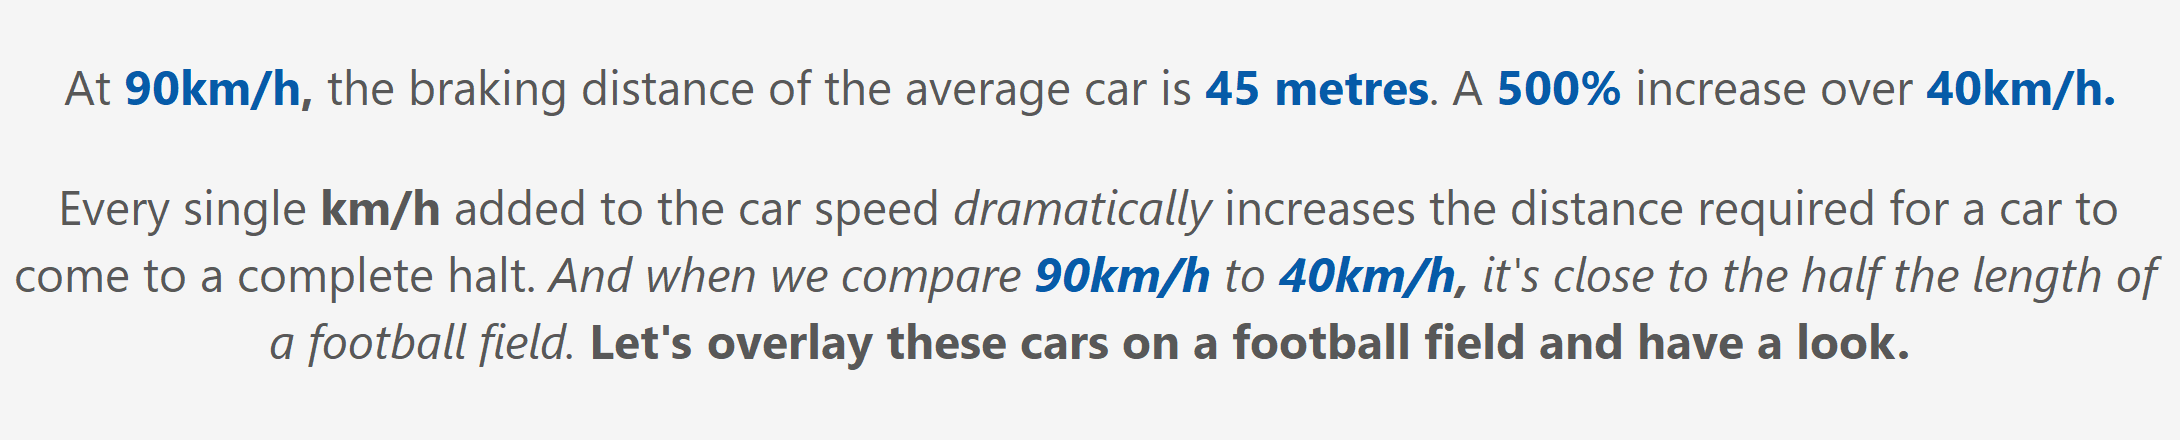 At 90km/h, the braking distance of the average car is 45 metres. A 500% increase over 40km/h.
Every single km/h added to the car speed dramatically increases the distance required for a car to
come to a complete halt. And when we compare 90km/h to 40km/h, it's close to the half the length of
a football field. Let's overlay these cars on a football field and have a look.